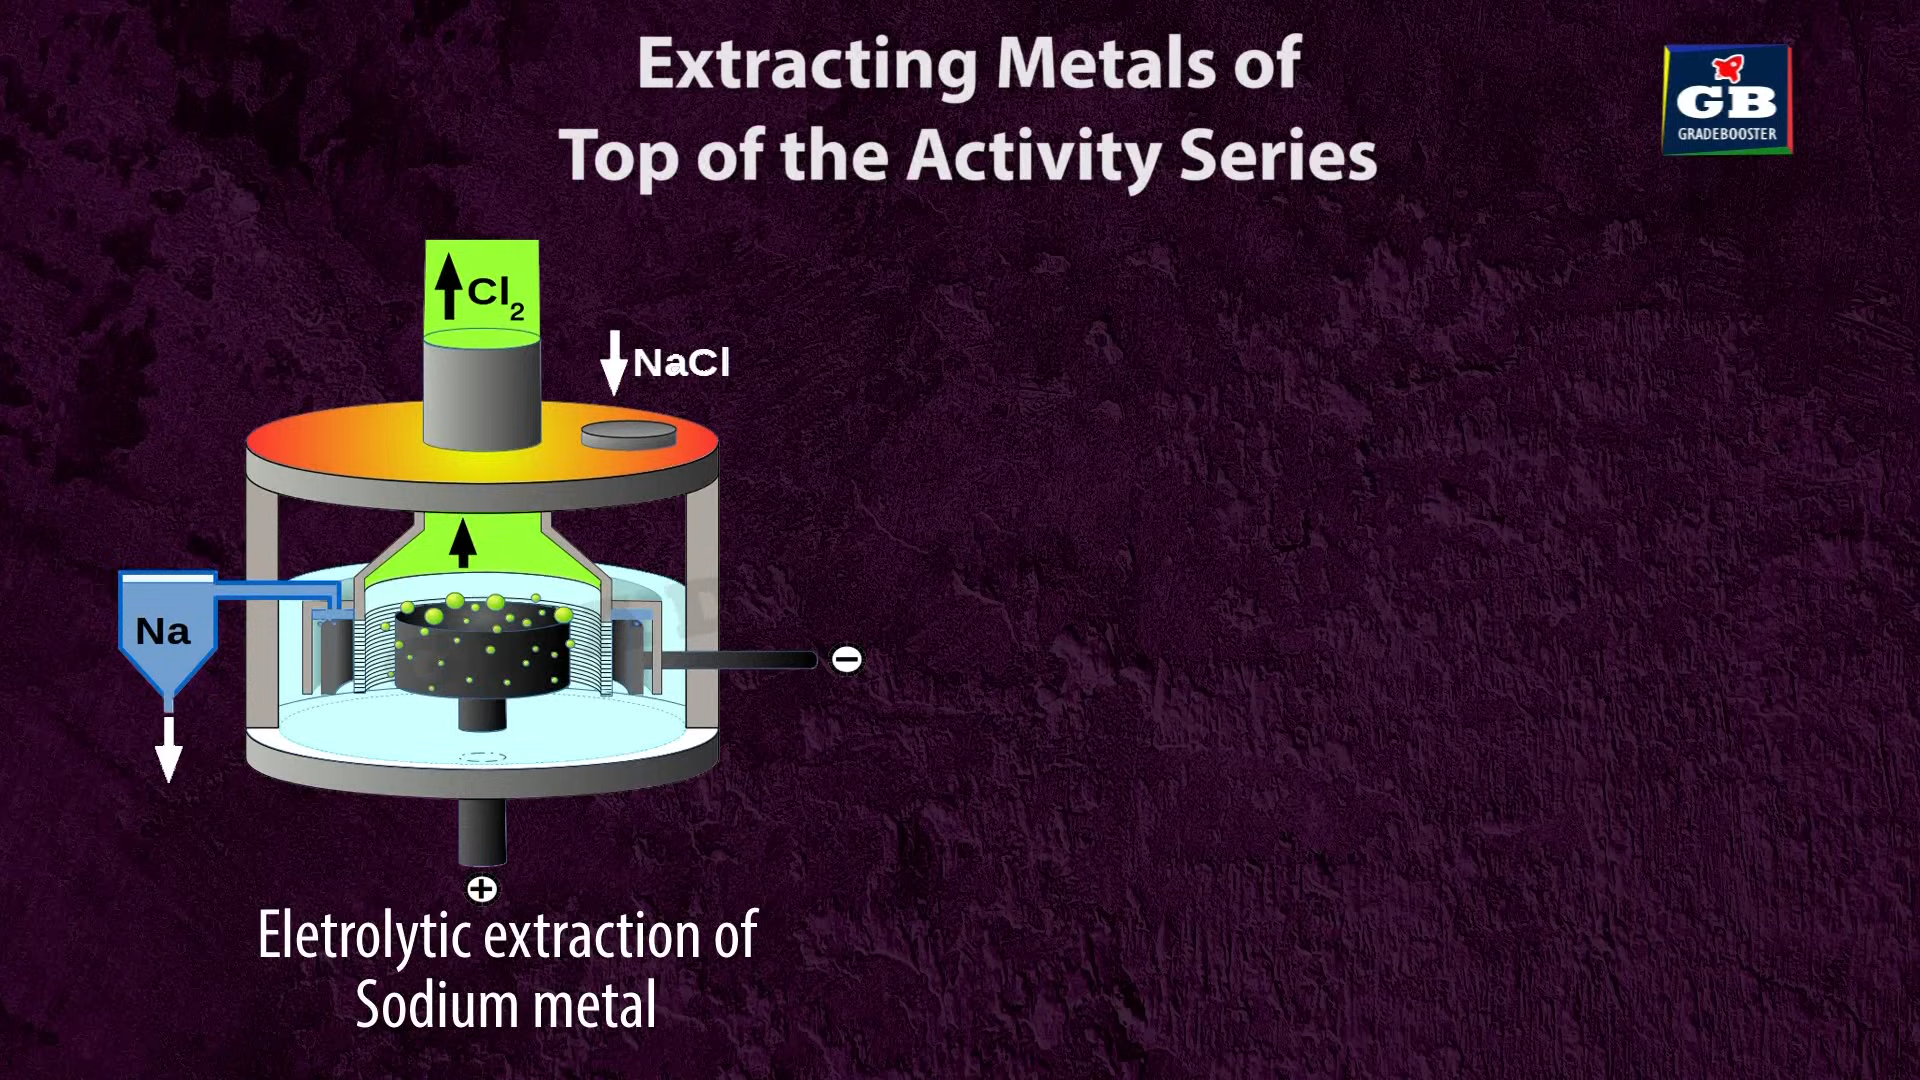 Extracting Metals of
Top of the Activity Series
GB
GRADEBOOSTER
Cl₂
NaCl
Na
−
+
Eletrolytic extraction of
Sodium metal